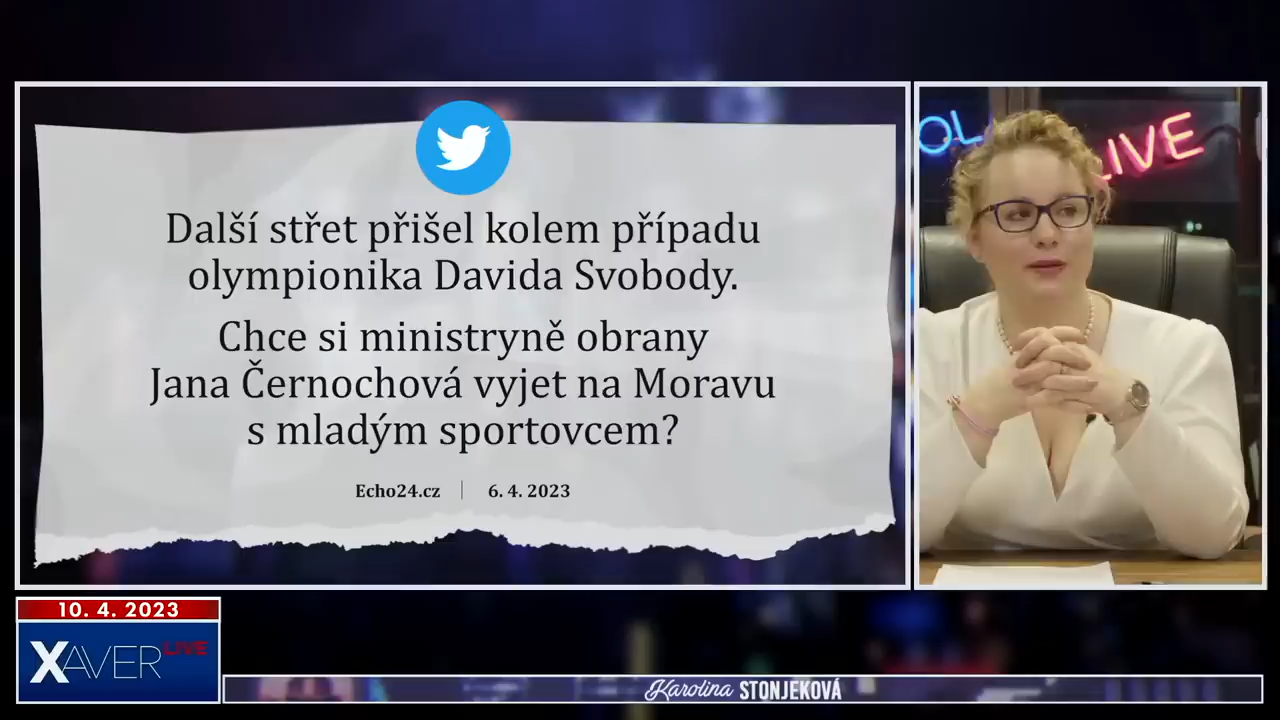 Další střet přišel kolem případu
olympionika Davida Svobody.
Chce si ministryně obrany
Jana Černochová vyjet na Moravu
s mladým sportovcem?
Echo24.cz | 6. 4. 2023
OL LIVE
10. 4. 2023
XAVER LIVE
Karolina STONJEKOVÁ